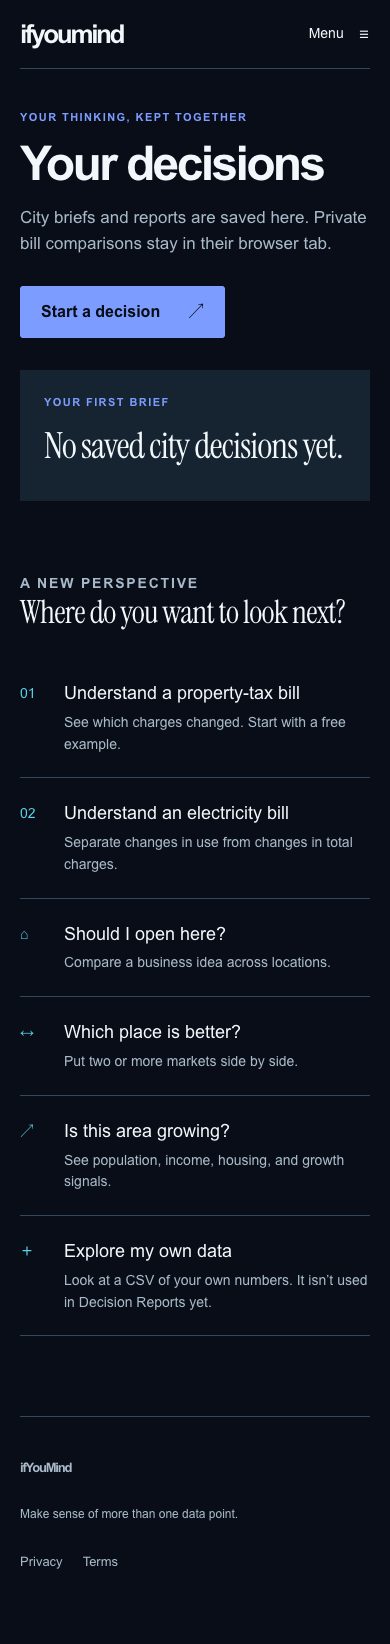 ifyoumind
Menu ≡
YOUR THINKING, KEPT TOGETHER
Your decisions
City briefs and reports are saved here. Private
bill comparisons stay in their browser tab.
Start a decision ↗
YOUR FIRST BRIEF
No saved city decisions yet.
A NEW PERSPECTIVE
Where do you want to look next?
01 Understand a property-tax bill
See which charges changed. Start with a free
example.
02 Understand an electricity bill
Separate changes in use from changes in total
charges.
⌂ Should I open here?
Compare a business idea across locations.
↔ Which place is better?
Put two or more markets side by side.
↗ Is this area growing?
See population, income, housing, and growth
signals.
+ Explore my own data
Look at a CSV of your own numbers. It isn’t used
in Decision Reports yet.
ifYouMind
Make sense of more than one data point.
Privacy Terms